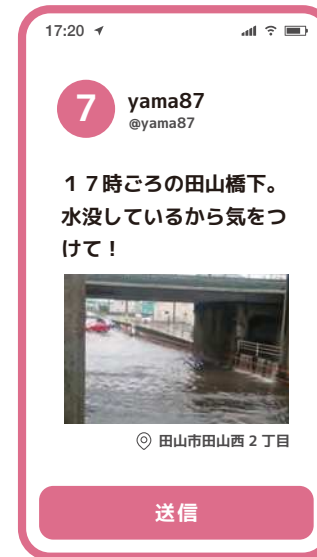 17:20
7
yama87
@yama87
１７時ごろの田山橋下。
水没しているから気をつ
けて！
田山市田山西 2 丁目
送信